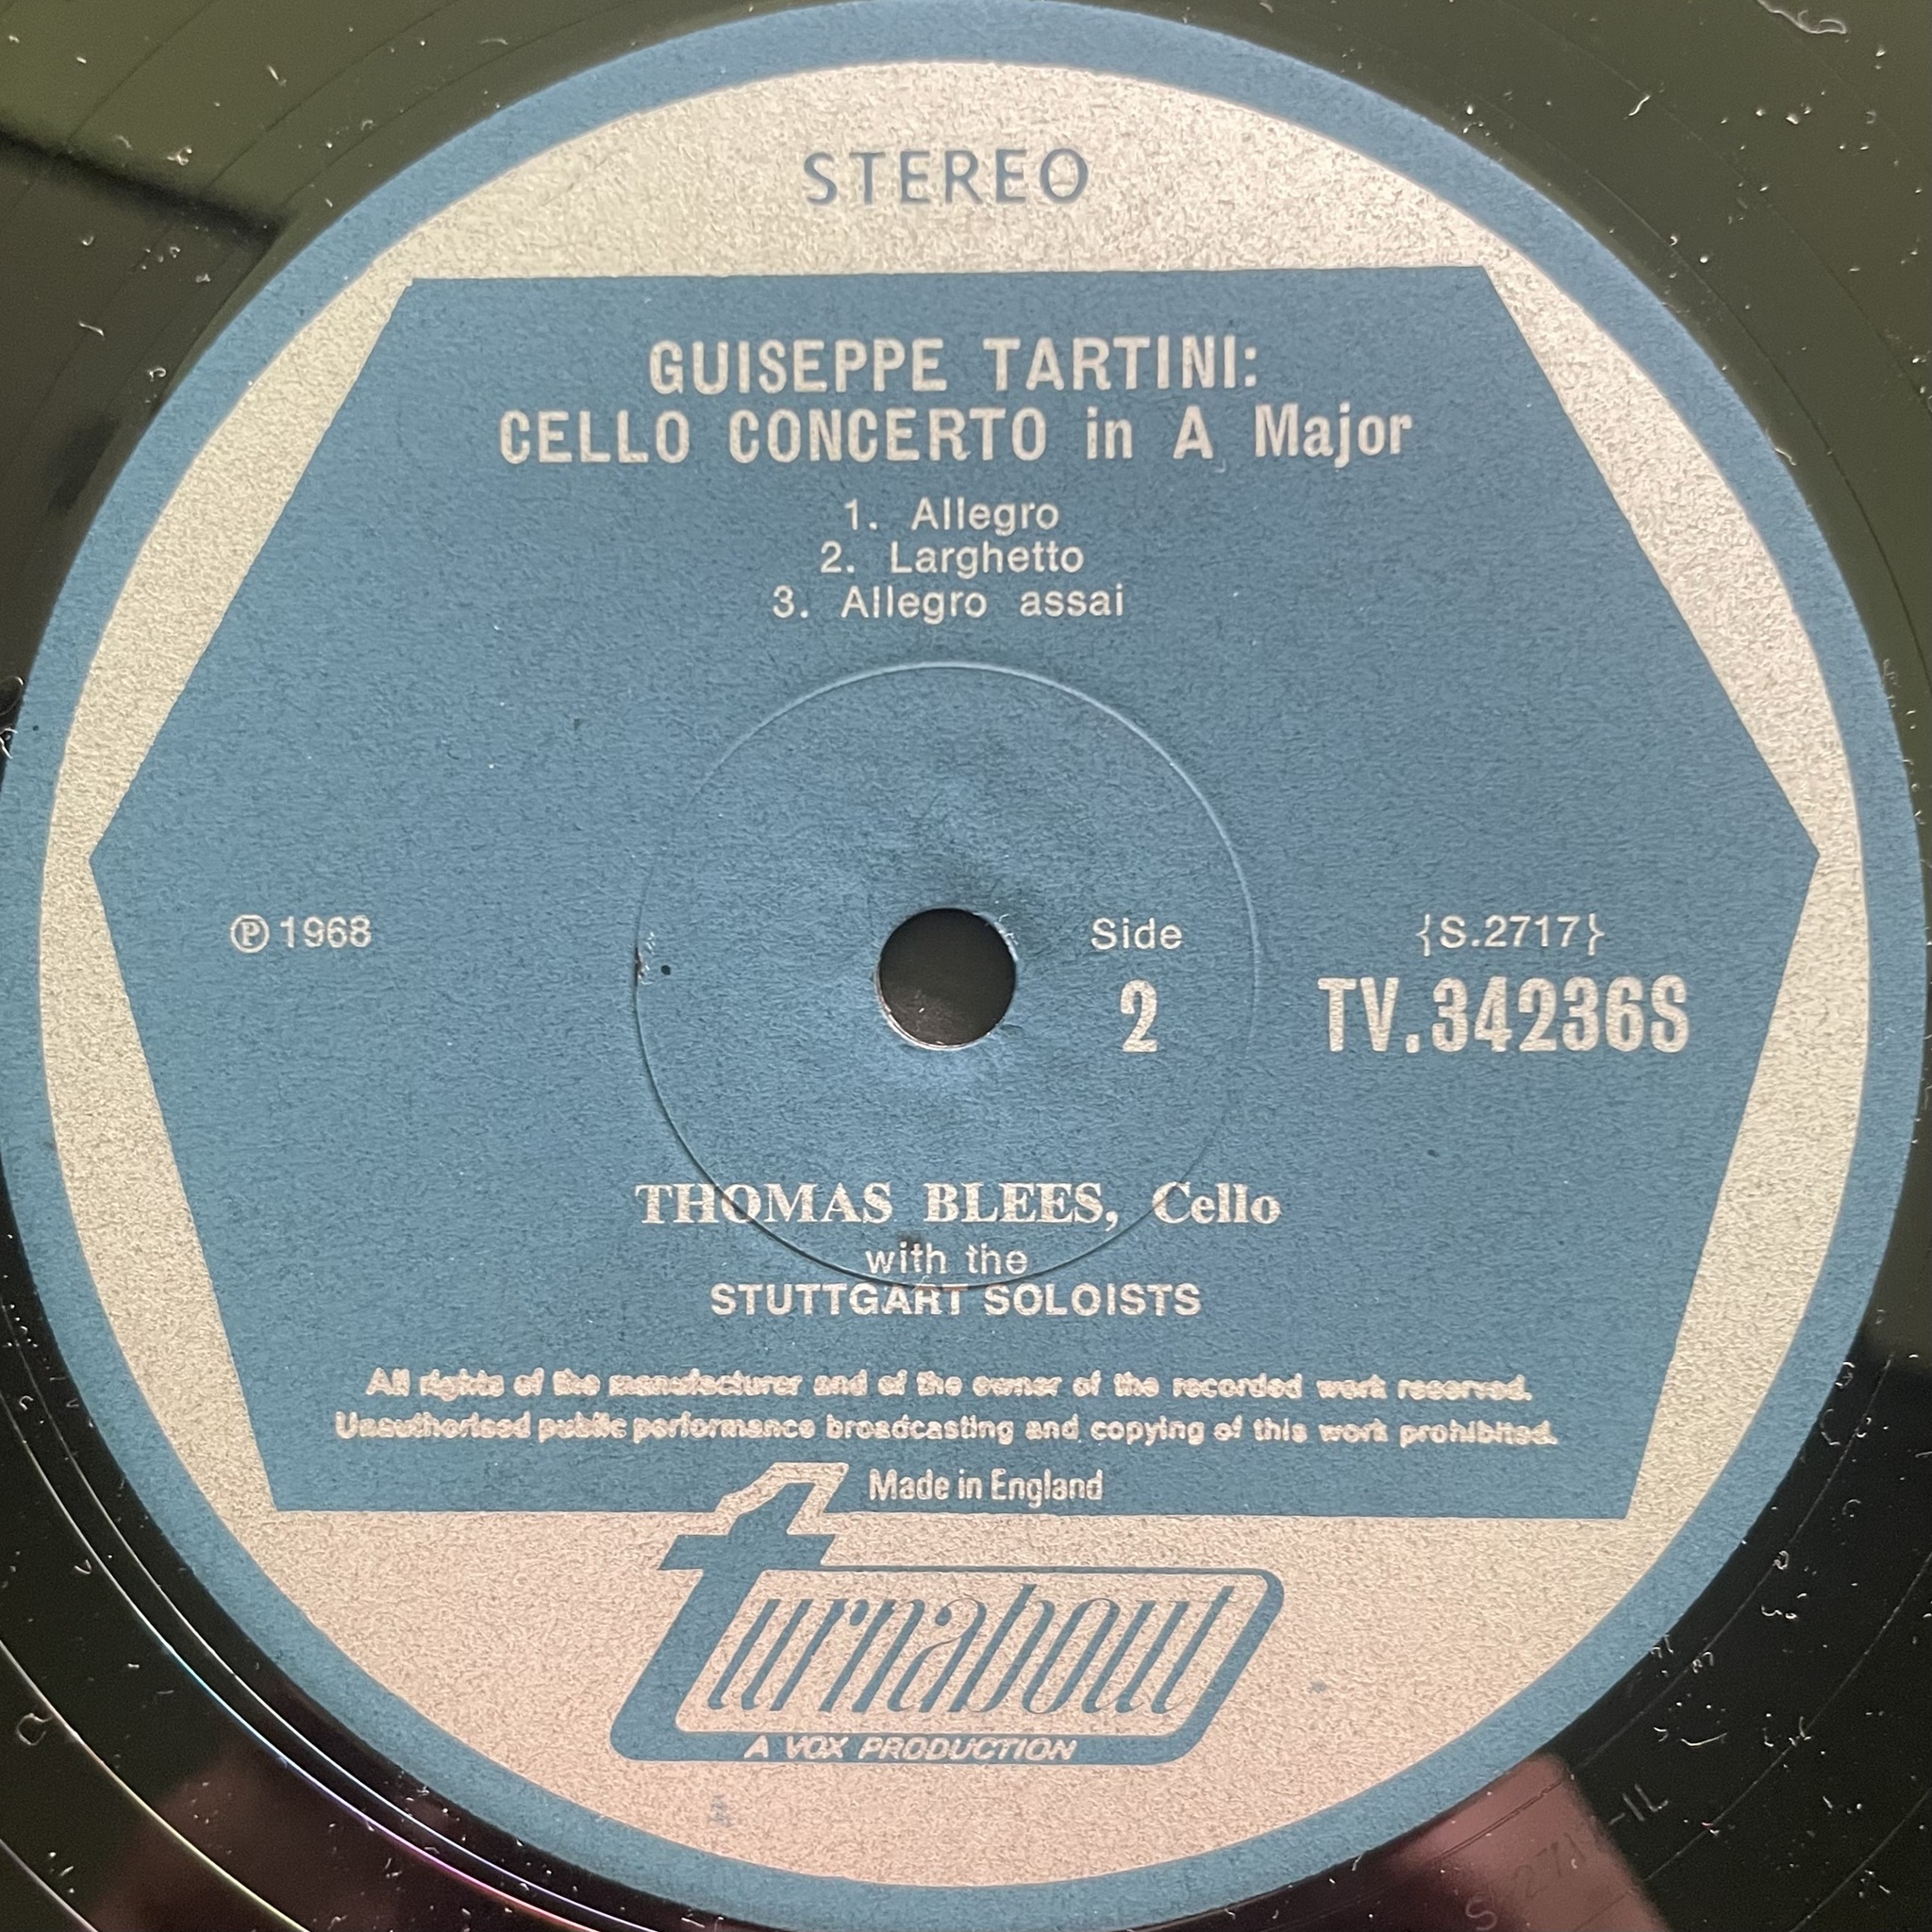 STEREO
GUISEPPE TARTINI:
CELLO CONCERTO in A Major
1. Allegro
2. Larghetto
3. Allegro assai
Ⓟ 1968
Side
2
{S.2717}
TV.34236S
THOMAS BLEES, Cello
with the
STUTTGART SOLOISTS
All rights of the manufacturer and of the owner of the recorded work reserved.
Unauthorised public performance broadcasting and copying of this work prohibited.
Made in England
turnabout
A VOX PRODUCTION